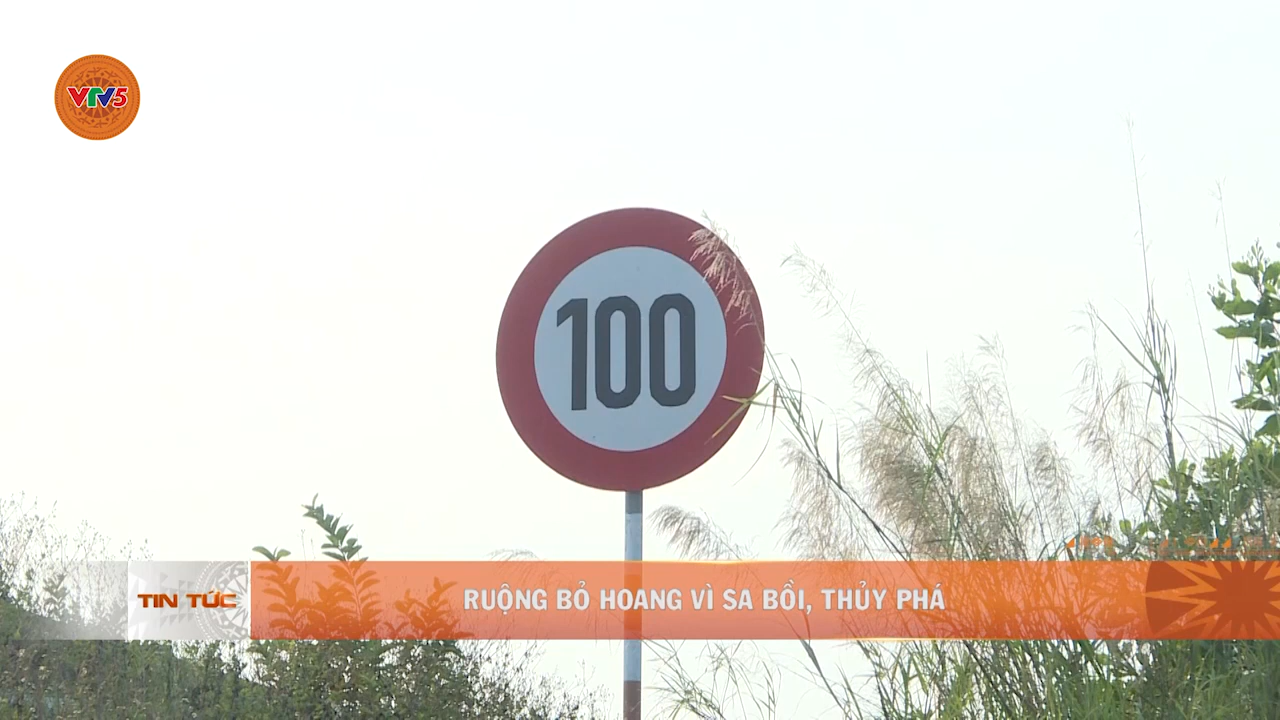 VTV5
100
TIN TỨC
RUỘNG BỎ HOANG VÌ SA BỒI, THỦY PHÁ